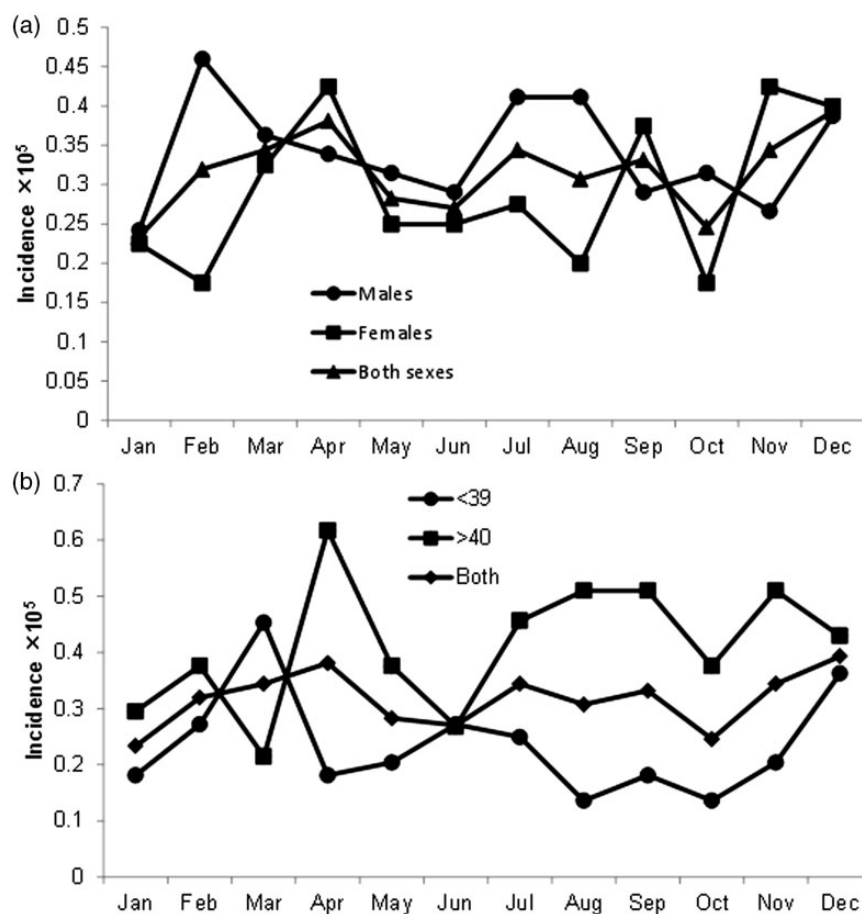 (a)
0.5
0.45
0.4
0.35
0.3
0.25
0.2
0.15
0.1
0.05
0
Incidence ×10⁵
Males
Females
Both sexes
Jan Feb Mar Apr May Jun Jul Aug Sep Oct Nov Dec
(b)
0.7
0.6
0.5
0.4
0.3
0.2
0.1
0
Incidence ×10⁵
<39
>40
Both
Jan Feb Mar Apr May Jun Jul Aug Sep Oct Nov Dec